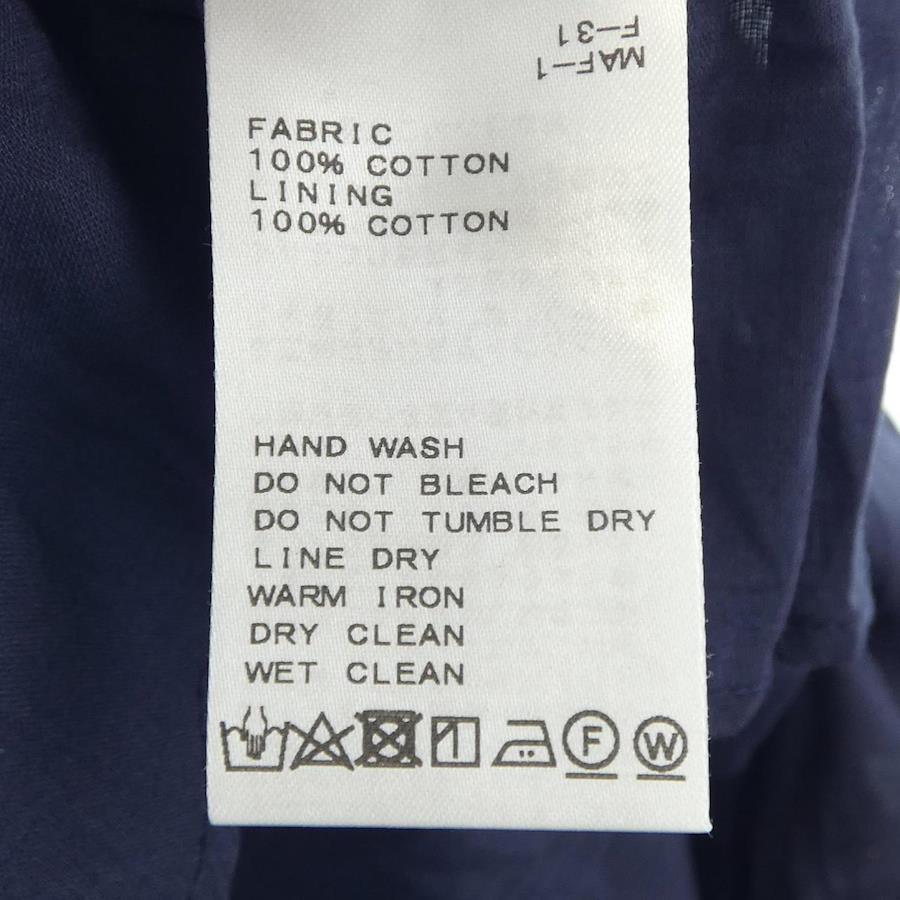 MAF-1
F-31
FABRIC
100% COTTON
LINING
100% COTTON
HAND WASH
DO NOT BLEACH
DO NOT TUMBLE DRY
LINE DRY
WARM IRON
DRY CLEAN
WET CLEAN
F W